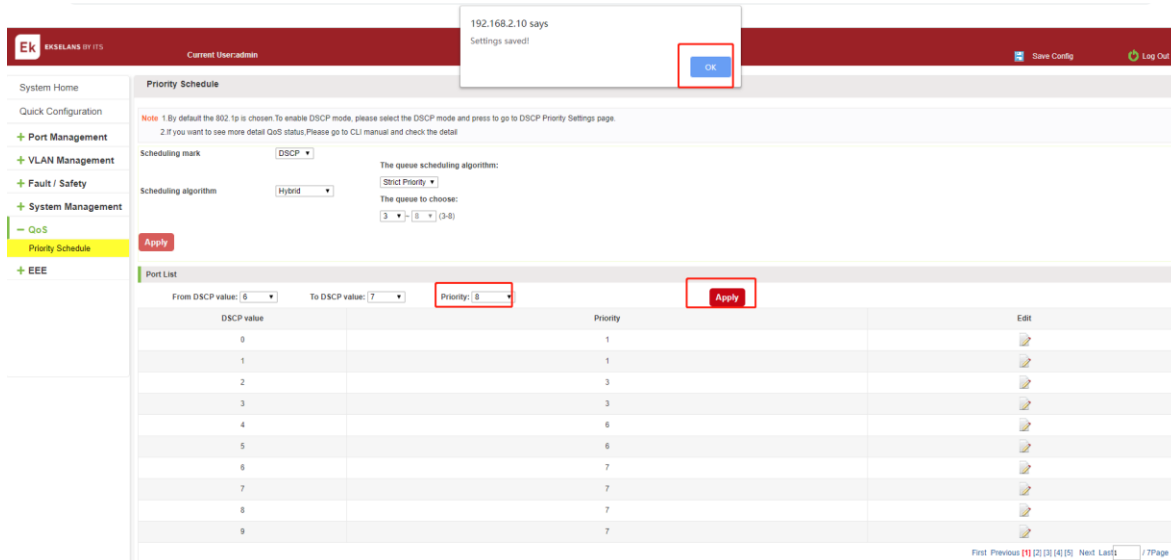 192.168.2.10 says
Settings saved!
OK
Ek EKSELANS BY ITS
Current User:admin
Save Config
Log Out
System Home
Quick Configuration
+ Port Management
+ VLAN Management
+ Fault / Safety
+ System Management
− QoS
Priority Schedule
+ EEE
Priority Schedule
Note 1.By default the 802.1p is chosen.To enable DSCP mode, please select the DSCP mode and press to go to DSCP Priority Settings page.
2.If you want to see more detail QoS status,Please go to CLI manual and check the detail
Scheduling mark DSCP
The queue scheduling algorithm:
Scheduling algorithm Hybrid
Strict Priority
The queue to choose:
3 ~ 8 (3-8)
Apply
Port List
From DSCP value: 6 To DSCP value: 7 Priority: 8 Apply
DSCP value Priority Edit
0 1
1 1
2 3
3 3
4 6
5 6
6 7
7 7
8 7
9 7
First Previous [1] [2] [3] [4] [5] Next Last 1 / 7Page